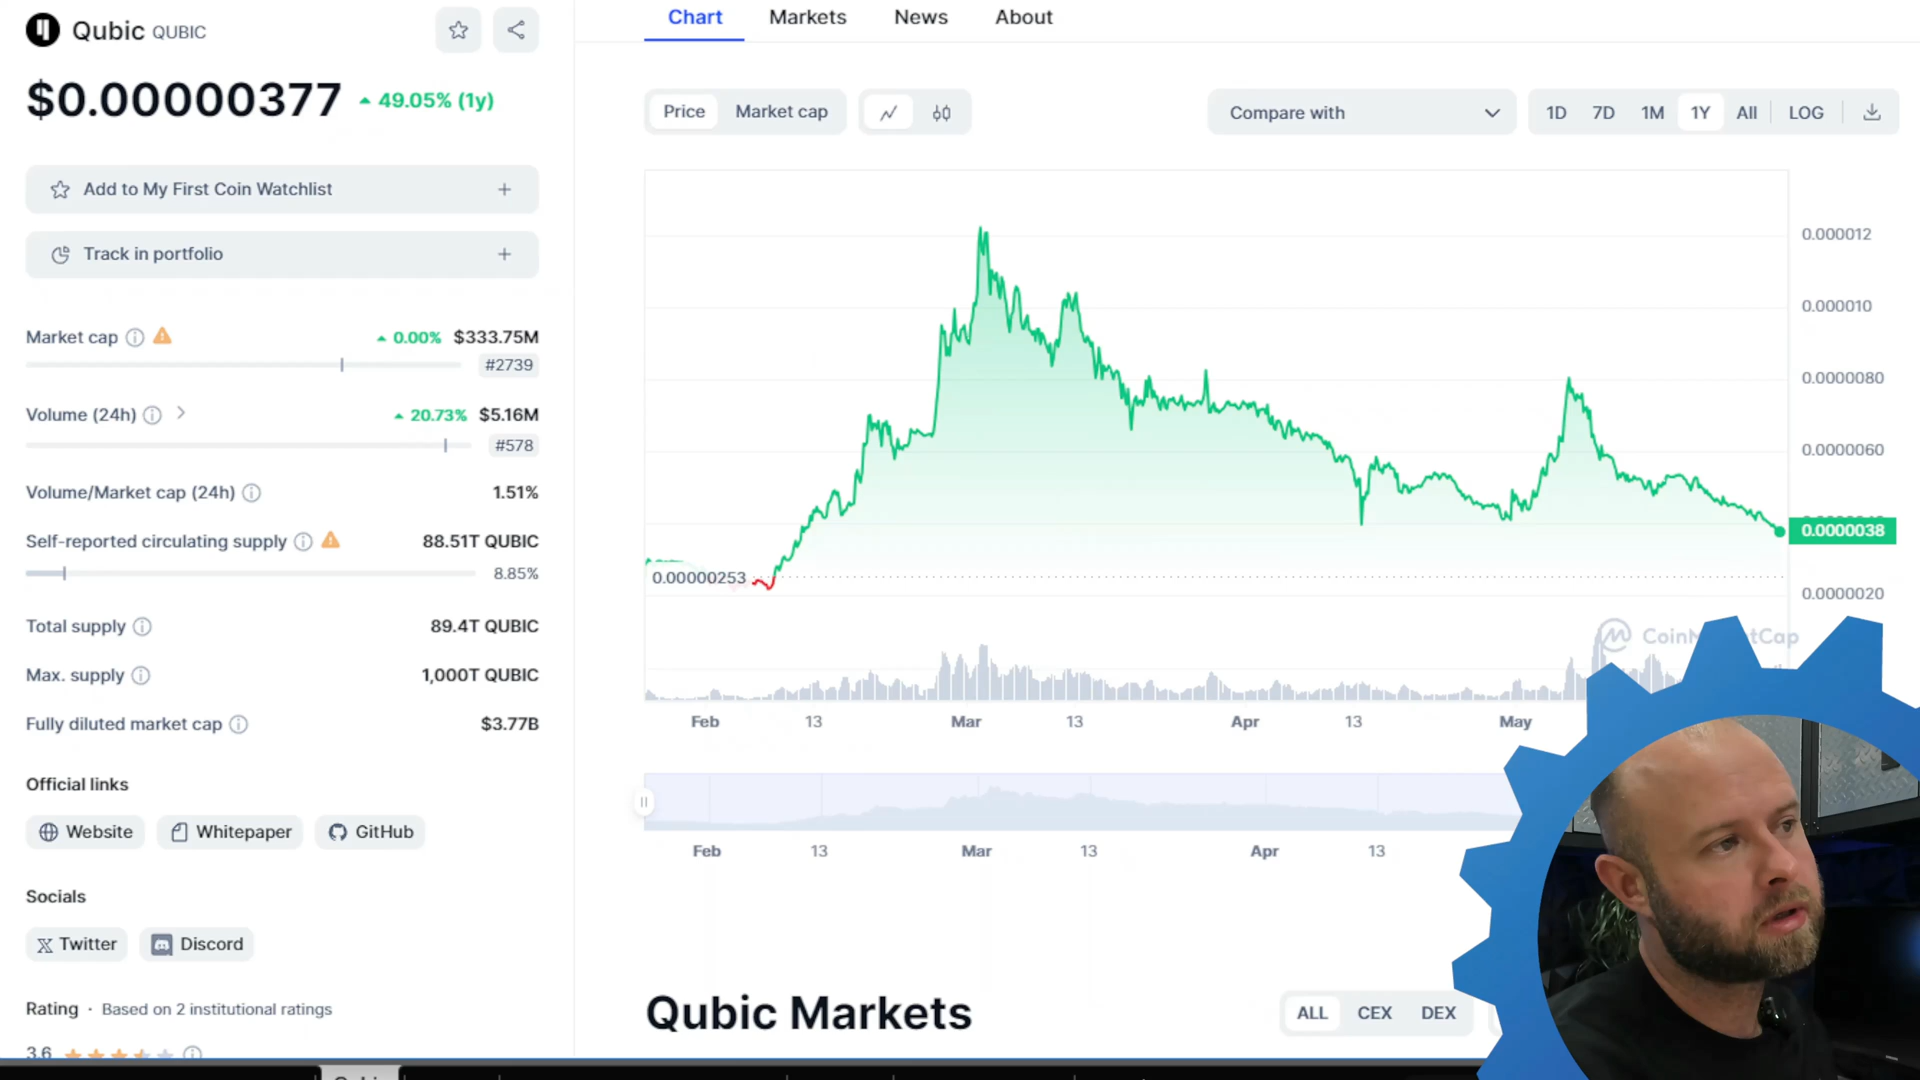 Qubic QUBIC
$0.00000377 49.05% (1y)
Add to My First Coin Watchlist
Track in portfolio
Market cap 0.00% $333.75M
#2739
Volume (24h) 20.73% $5.16M
#578
Volume/Market cap (24h) 1.51%
Self-reported circulating supply 88.51T QUBIC
8.85%
Total supply 89.4T QUBIC
Max. supply 1,000T QUBIC
Fully diluted market cap $3.77B
Official links
Website Whitepaper GitHub
Socials
Twitter Discord
Rating · Based on 2 institutional ratings
3.6
Chart Markets News About
Price Market cap Compare with 1D 7D 1M 1Y All LOG
0.000012
0.000010
0.0000080
0.0000060
0.0000038
0.00000253
0.0000020
Feb 13 Mar 13 Apr 13 May
Feb 13 Mar 13 Apr 13
Qubic Markets ALL CEX DEX